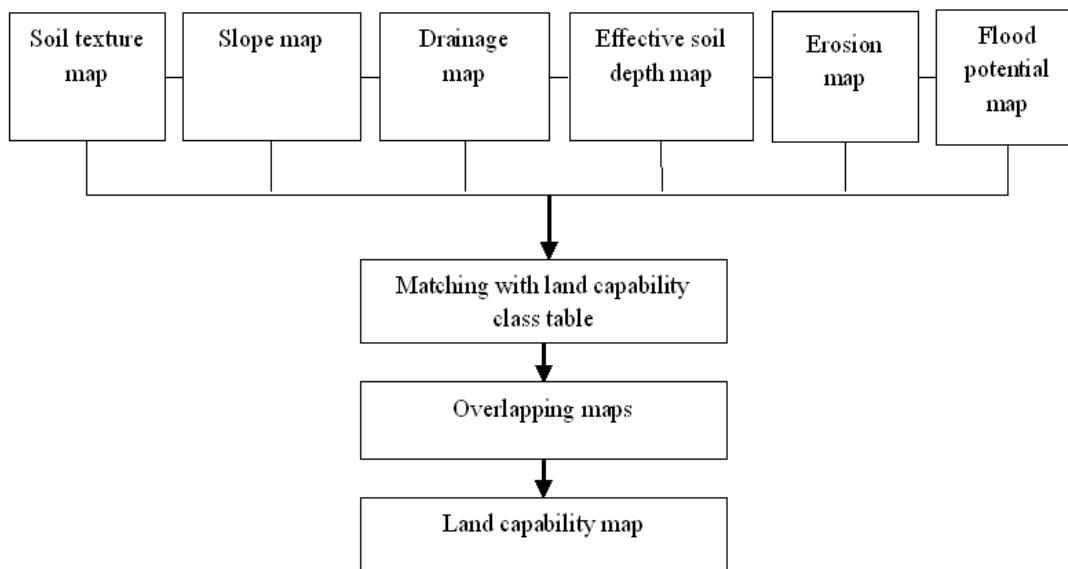 Soil texture
map
Slope map
Drainage
map
Effective soil
depth map
Erosion
map
Flood
potential
map
Matching with land capability
class table
Overlapping maps
Land capability map